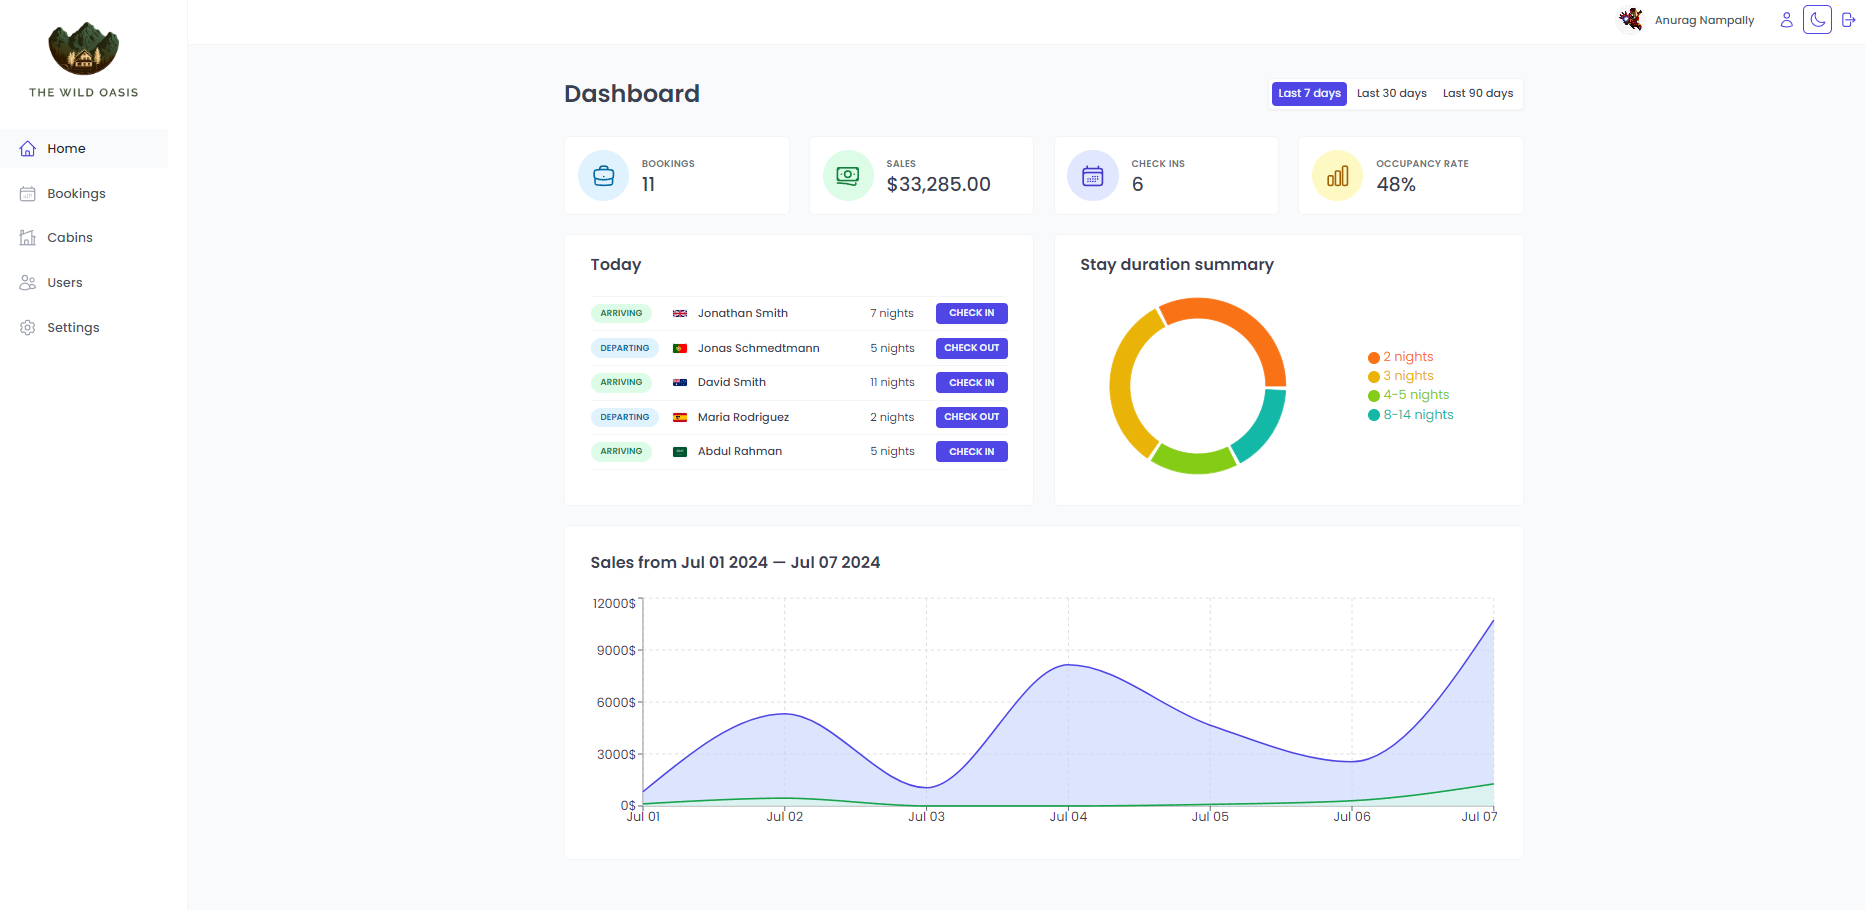 THE WILD OASIS
Home
Bookings
Cabins
Users
Settings
Anurag Nampally
Dashboard
Last 7 days Last 30 days Last 90 days
BOOKINGS
11
SALES
$33,285.00
CHECK INS
6
OCCUPANCY RATE
48%
Today
ARRIVING Jonathan Smith 7 nights CHECK IN
DEPARTING Jonas Schmedtmann 5 nights CHECK OUT
ARRIVING David Smith 11 nights CHECK IN
DEPARTING Maria Rodriguez 2 nights CHECK OUT
ARRIVING Abdul Rahman 5 nights CHECK IN
Stay duration summary
2 nights
3 nights
4-5 nights
8-14 nights
Sales from Jul 01 2024 — Jul 07 2024
12000$
9000$
6000$
3000$
0$
Jul 01 Jul 02 Jul 03 Jul 04 Jul 05 Jul 06 Jul 07